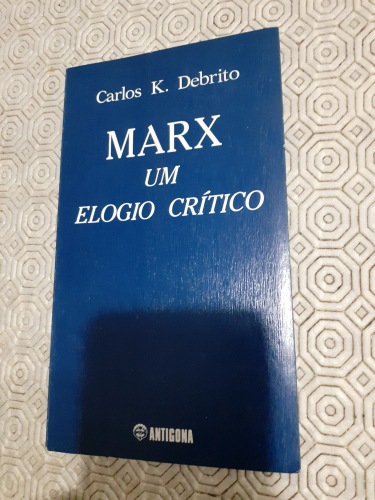 Carlos K. Debrito
MARX
UM
ELOGIO CRÍTICO
ANTIGONA